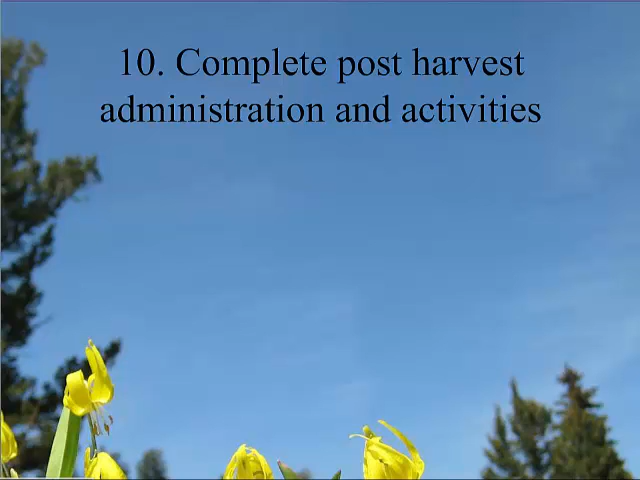 10. Complete post harvest
administration and activities